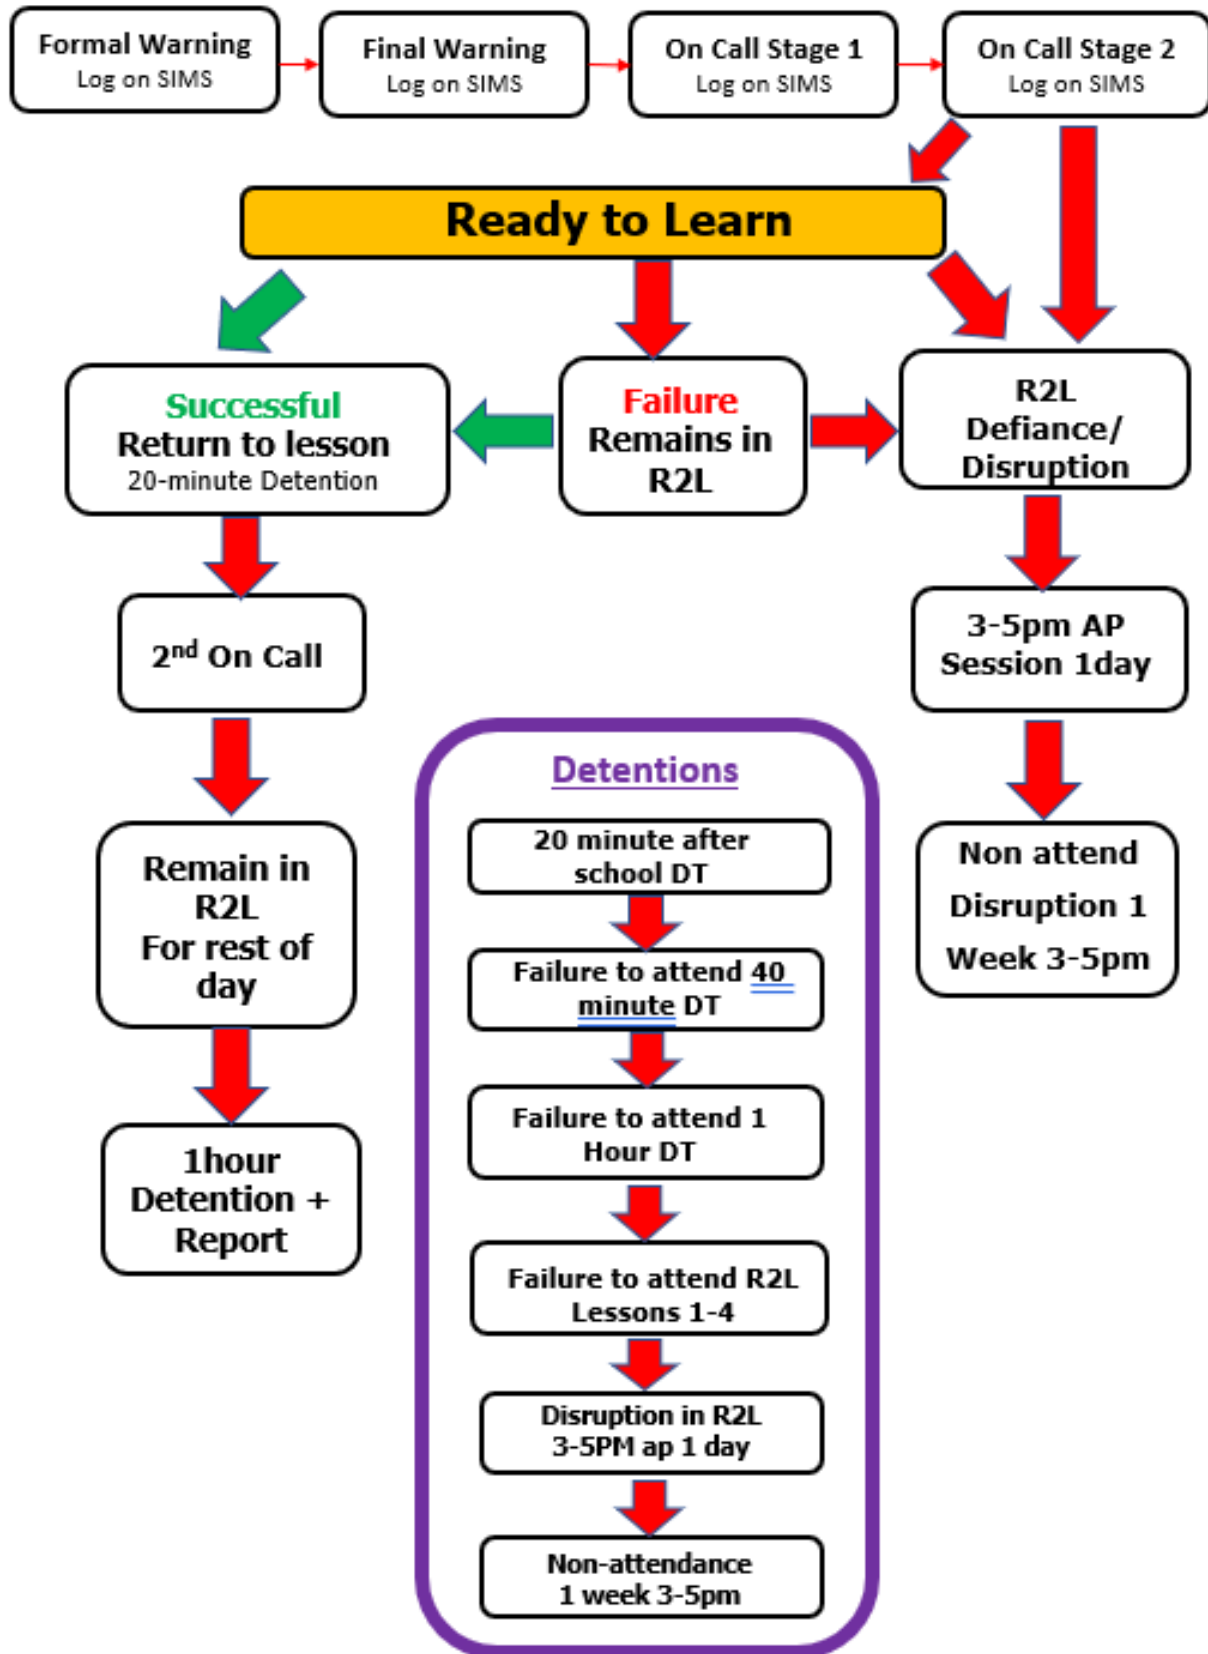 Formal Warning
Log on SIMS
Final Warning
Log on SIMS
On Call Stage 1
Log on SIMS
On Call Stage 2
Log on SIMS
Ready to Learn
Successful
Return to lesson
20-minute Detention
Failure
Remains in
R2L
R2L
Defiance/
Disruption
2nd On Call
3-5pm AP
Session 1day
Remain in
R2L
For rest of
day
Non attend
Disruption 1
Week 3-5pm
1hour
Detention +
Report
Detentions
20 minute after
school DT
Failure to attend 40
minute DT
Failure to attend 1
Hour DT
Failure to attend R2L
Lessons 1-4
Disruption in R2L
3-5PM ap 1 day
Non-attendance
1 week 3-5pm